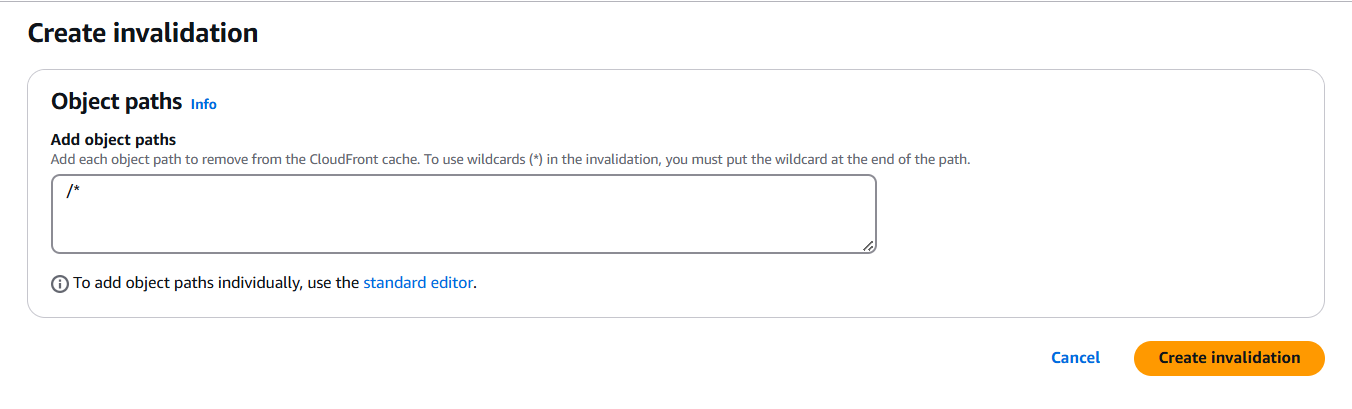 Create invalidation
Object paths Info
Add object paths
Add each object path to remove from the CloudFront cache. To use wildcards (*) in the invalidation, you must put the wildcard at the end of the path.
/*
To add object paths individually, use the standard editor.
Cancel Create invalidation